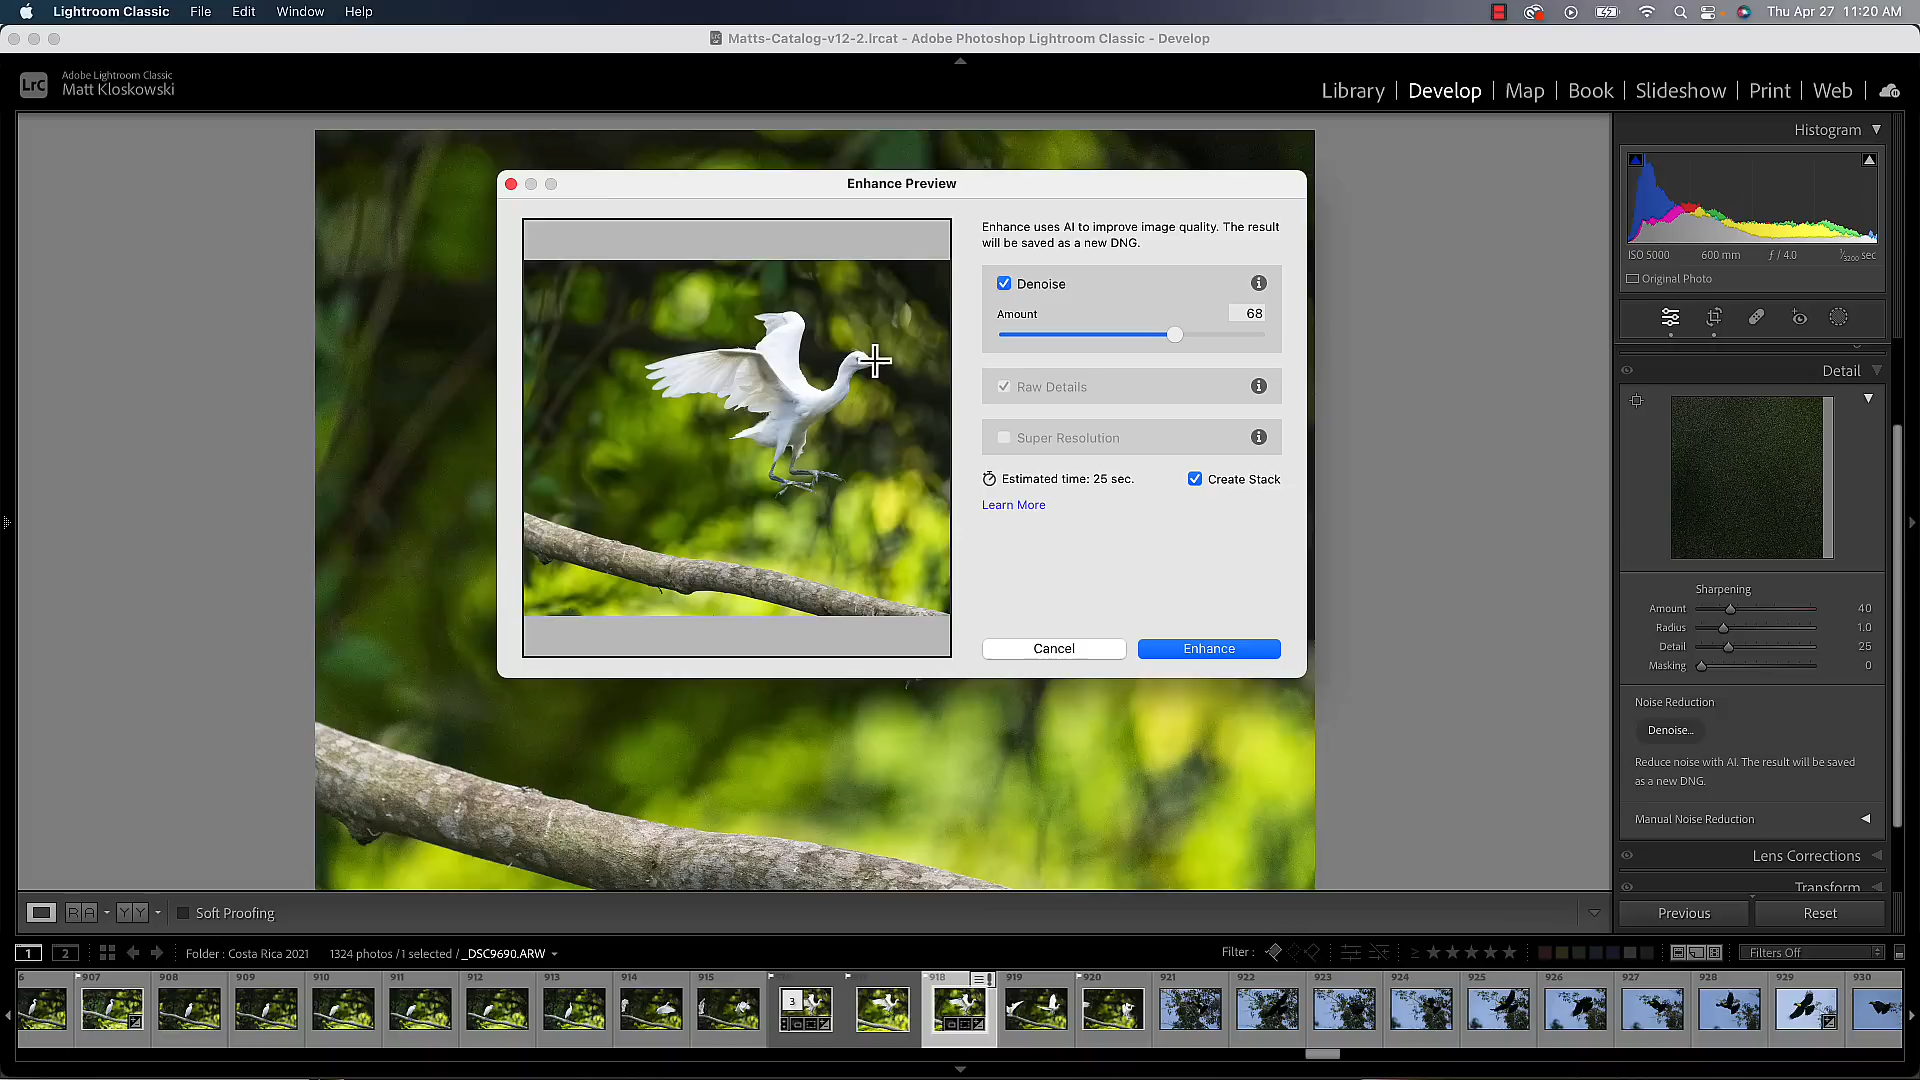 Lightroom Classic File Edit Window Help Thu Apr 27 11:20 AM
Matts-Catalog-v12-2.lrcat - Adobe Photoshop Lightroom Classic - Develop
LrC
Adobe Lightroom Classic
Matt Kloskowski
Library | Develop | Map | Book | Slideshow | Print | Web
Histogram
ISO 5000 600 mm ƒ / 4.0 1/3200 sec
Original Photo
Enhance Preview
Enhance uses AI to improve image quality. The result
will be saved as a new DNG.
Denoise
Amount 68
Raw Details
Super Resolution
Estimated time: 25 sec. Create Stack
Learn More
Cancel Enhance
Detail
Sharpening
Amount 40
Radius 1.0
Detail 25
Masking 0
Noise Reduction
Denoise...
Reduce noise with AI. The result will be saved
as a new DNG.
Manual Noise Reduction
Lens Corrections
Transform
Previous Reset
R A Y Y Soft Proofing
1 2 Folder : Costa Rica 2021 1324 photos / 1 selected / _DSC9690.ARW Filter : ≥ Filters Off
6 907 908 909 910 911 912 913 914 915 918 919 920 921 922 923 924 925 926 927 928 929 930
3